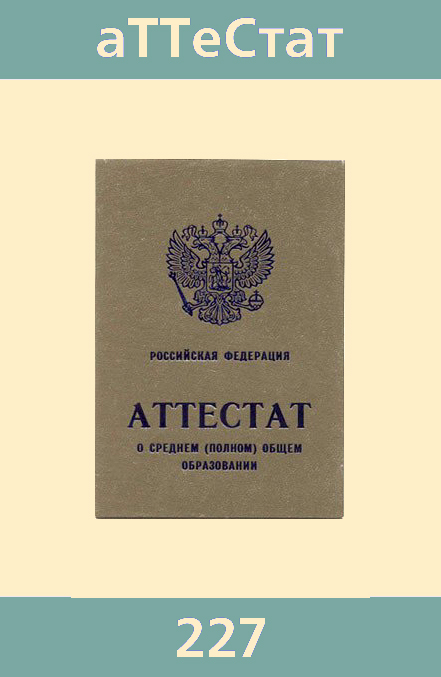 аТТеСтат
РОССИЙСКАЯ ФЕДЕРАЦИЯ
АТТЕСТАТ
О СРЕДНЕМ (ПОЛНОМ) ОБЩЕМ
ОБРАЗОВАНИИ
227